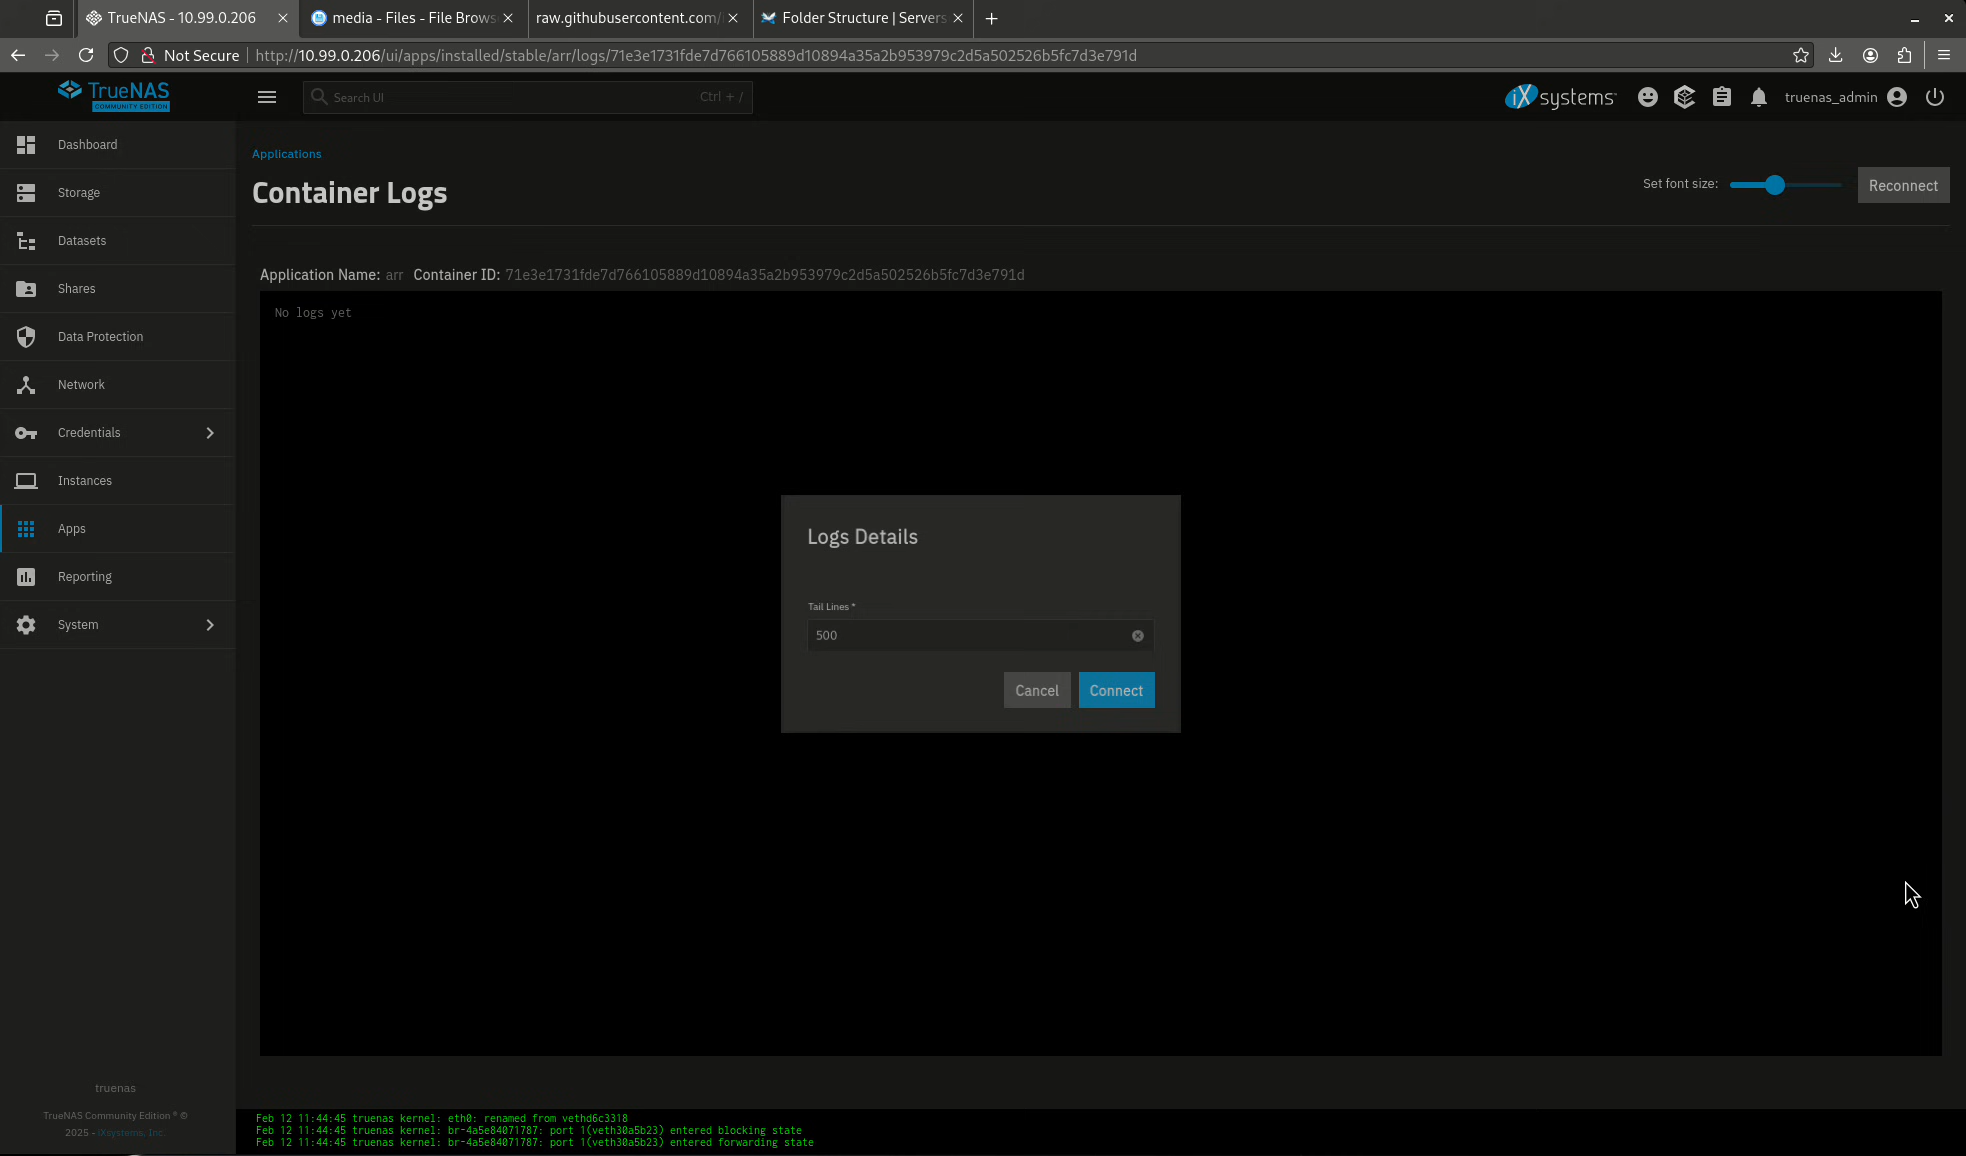 TrueNAS - 10.99.0.206
media - Files - File Brows
raw.githubusercontent.com/
Folder Structure | Servers
Not Secure
http://10.99.0.206/ui/apps/installed/stable/arr/logs/71e3e1731fde7d766105889d10894a35a2b953979c2d5a502526b5fc7d3e791d
TrueNAS
COMMUNITY EDITION
Search UI
Ctrl + /
iXsystems
truenas_admin
Dashboard
Storage
Datasets
Shares
Data Protection
Network
Credentials
Instances
Apps
Reporting
System
truenas
TrueNAS Community Edition ® ©
2025 - iXsystems, Inc.
Applications
Container Logs
Set font size:
Reconnect
Application Name: arr Container ID: 71e3e1731fde7d766105889d10894a35a2b953979c2d5a502526b5fc7d3e791d
No logs yet
Logs Details
Tail Lines *
500
Cancel
Connect
Feb 12 11:44:45 truenas kernel: eth0: renamed from vethd6c3318
Feb 12 11:44:45 truenas kernel: br-4a5e84071787: port 1(veth30a5b23) entered blocking state
Feb 12 11:44:45 truenas kernel: br-4a5e84071787: port 1(veth30a5b23) entered forwarding state